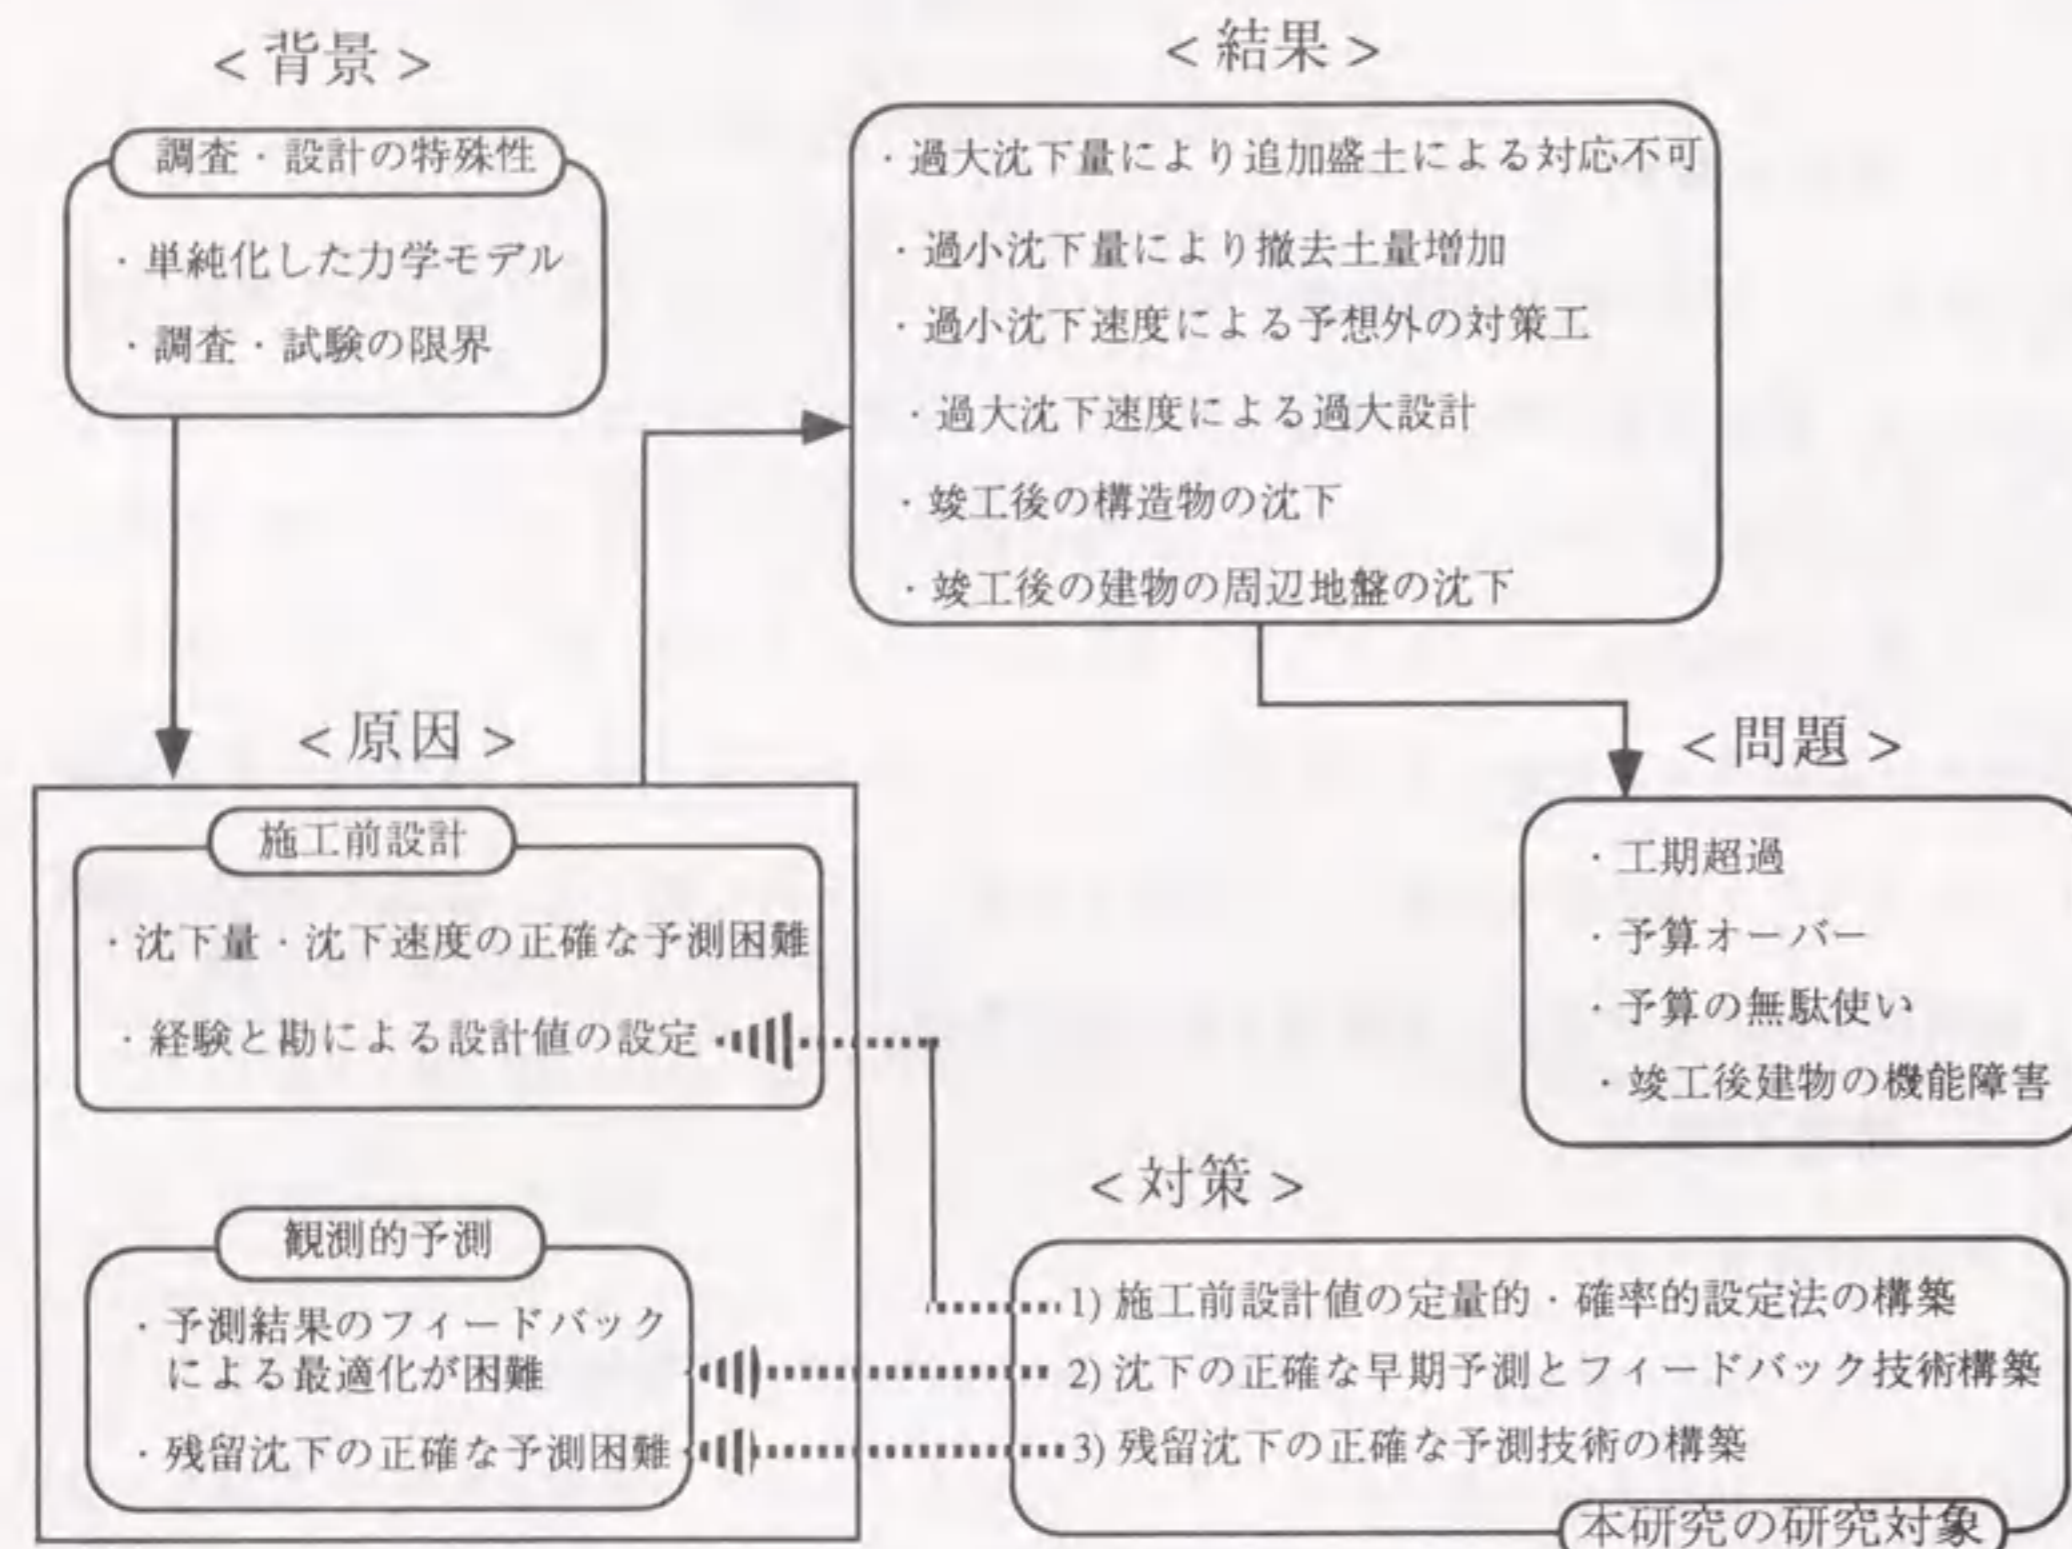 ＜背景＞
調査・設計の特殊性
・単純化した力学モデル
・調査・試験の限界
＜結果＞
・過大沈下量により追加盛土による対応不可
・過小沈下量により撤去土量増加
・過小沈下速度による予想外の対策工
・過大沈下速度による過大設計
・竣工後の構造物の沈下
・竣工後の建物の周辺地盤の沈下
＜原因＞
施工前設計
・沈下量・沈下速度の正確な予測困難
・経験と勘による設計値の設定
観測的予測
・予測結果のフィードバック
による最適化が困難
・残留沈下の正確な予測困難
＜問題＞
・工期超過
・予算オーバー
・予算の無駄使い
・竣工後建物の機能障害
＜対策＞
1) 施工前設計値の定量的・確率的設定法の構築
2) 沈下の正確な早期予測とフィードバック技術構築
3) 残留沈下の正確な予測技術の構築
本研究の研究対象